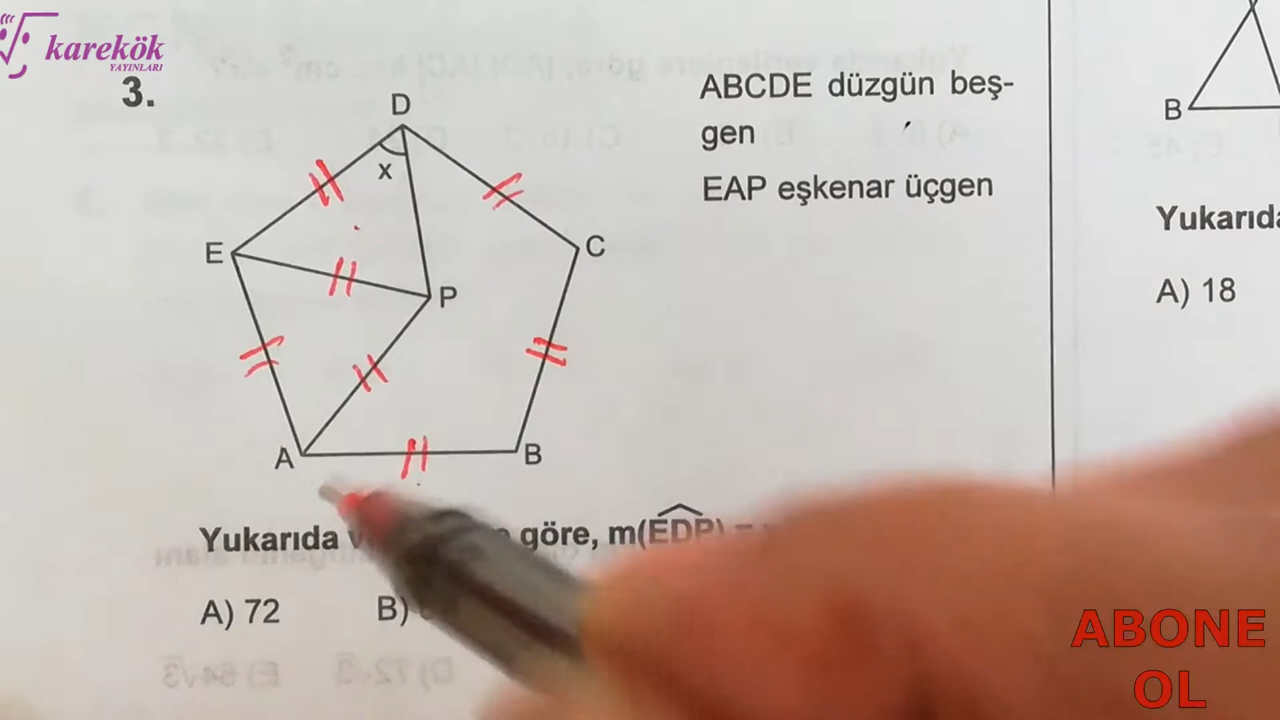 karekök
YAYINLARI
3.
D
x
E
C
P
A
B
ABCDE düzgün beş-
gen
EAP eşkenar üçgen
Yukarıda göre, m(EDP) =
A) 72
B)
B
Yukarıda
A) 18
ABONE
OL